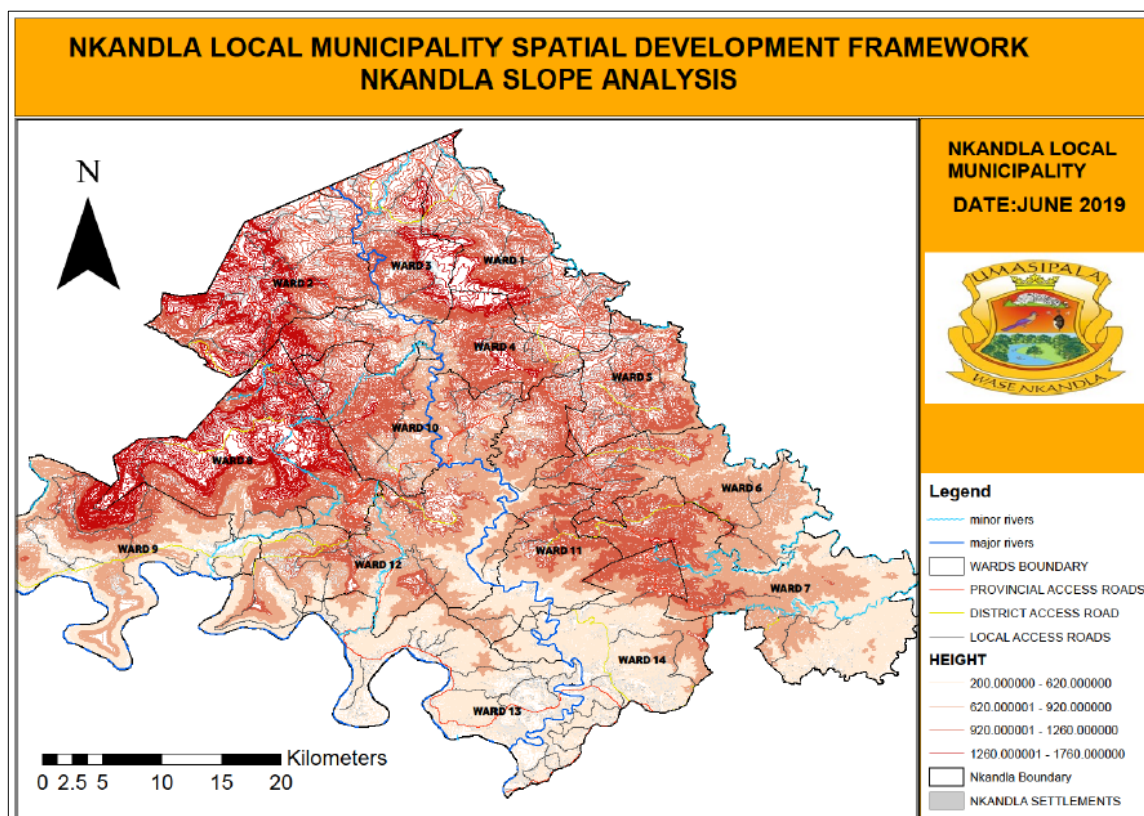 NKANDLA LOCAL MUNICIPALITY SPATIAL DEVELOPMENT FRAMEWORK
NKANDLA SLOPE ANALYSIS
NKANDLA LOCAL
MUNICIPALITY
DATE:JUNE 2019
UMASIPALA
WASE NKANDLA
N
WARD 3
WARD 1
WARD 2
WARD 4
WARD 5
WARD 10
WARD 8
WARD 6
WARD 9
WARD 11
WARD 12
WARD 7
WARD 14
WARD 13
Kilometers
0 2.5 5 10 15 20
Legend
minor rivers
major rivers
WARDS BOUNDARY
PROVINCIAL ACCESS ROADS
DISTRICT ACCESS ROAD
LOCAL ACCESS ROADS
HEIGHT
200.000000 - 620.000000
620.000001 - 920.000000
920.000001 - 1260.000000
1260.000001 - 1760.000000
Nkandla Boundary
NKANDLA SETTLEMENTS